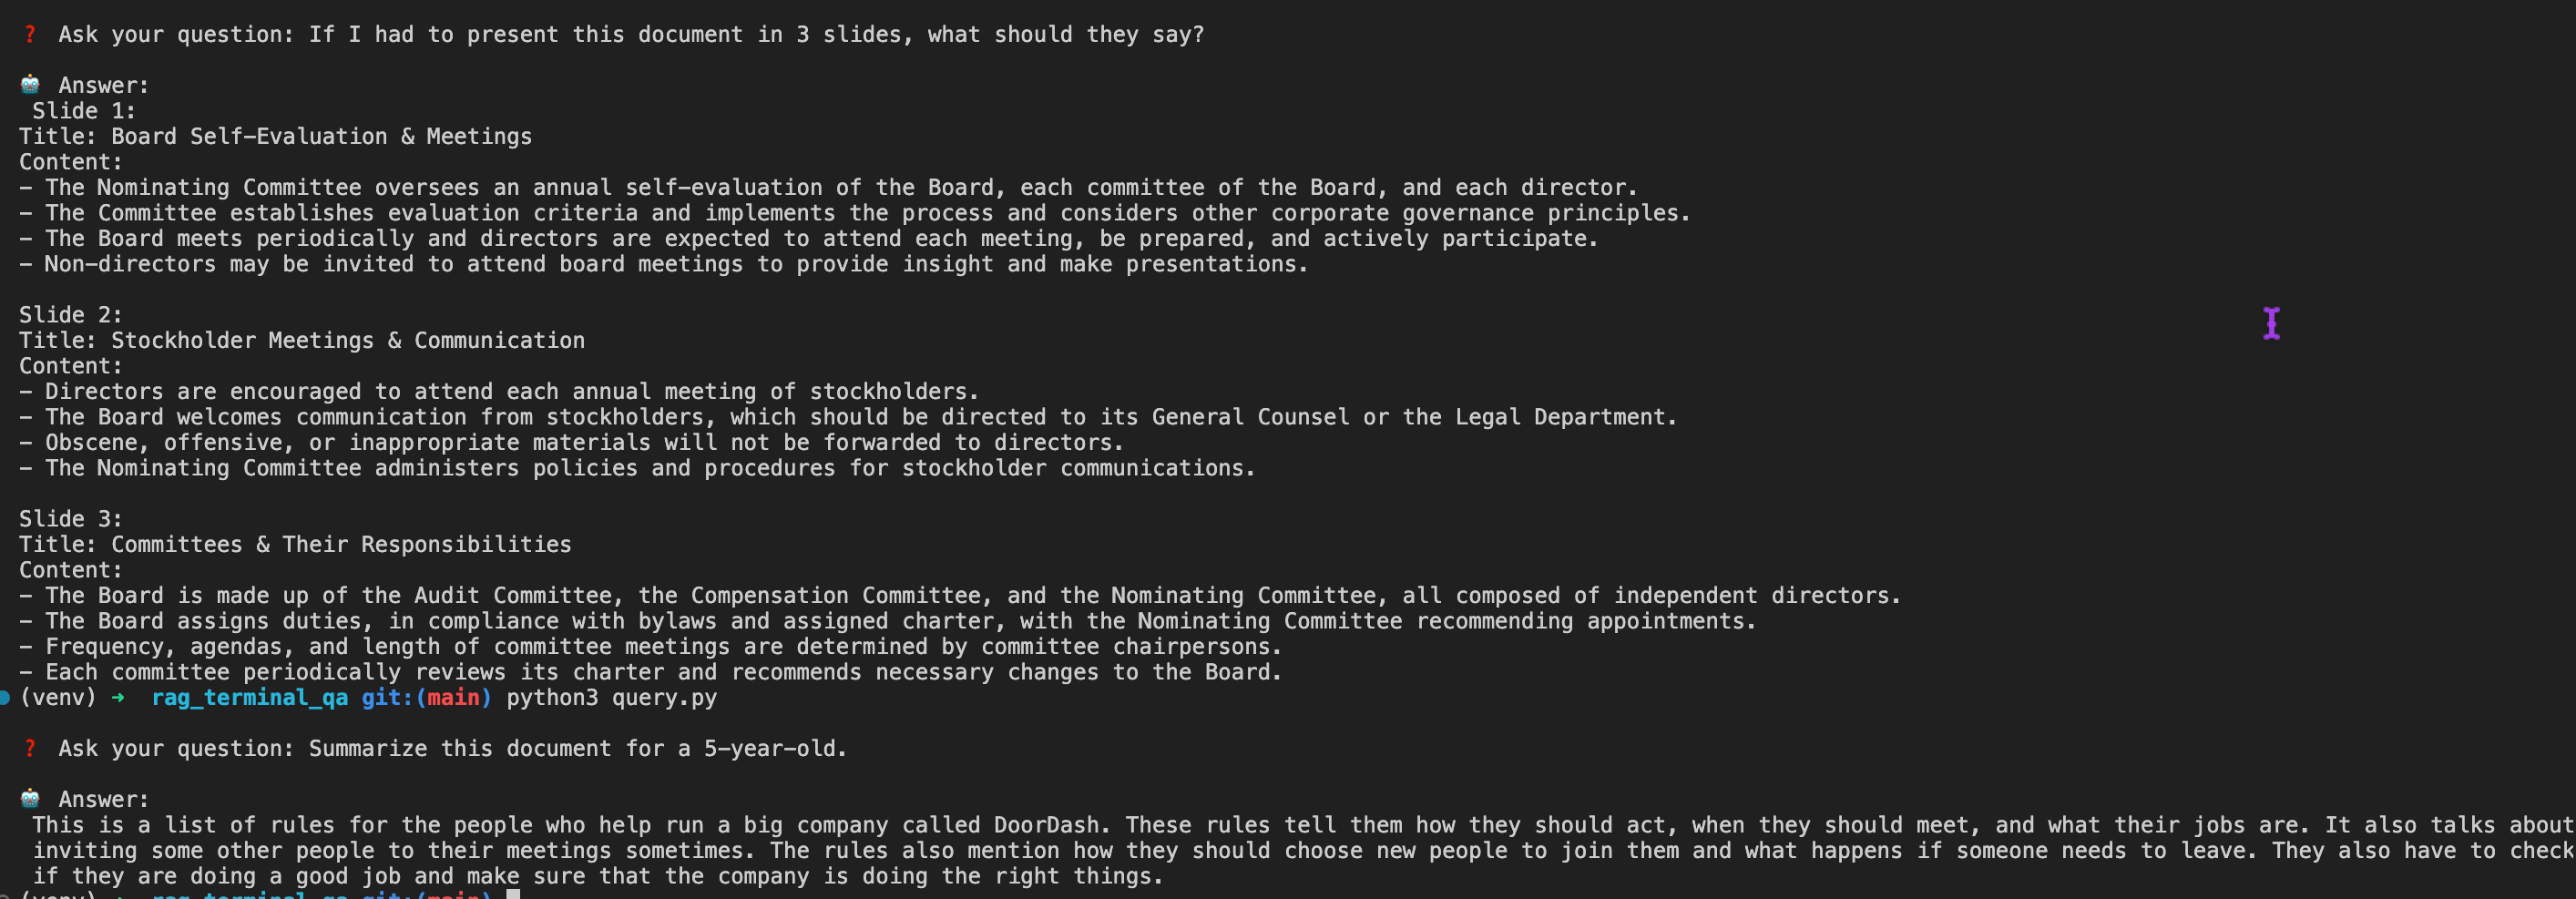 ? Ask your question: If I had to present this document in 3 slides, what should they say?
Answer:
Slide 1:
Title: Board Self-Evaluation & Meetings
Content:
- The Nominating Committee oversees an annual self-evaluation of the Board, each committee of the Board, and each director.
- The Committee establishes evaluation criteria and implements the process and considers other corporate governance principles.
- The Board meets periodically and directors are expected to attend each meeting, be prepared, and actively participate.
- Non-directors may be invited to attend board meetings to provide insight and make presentations.
Slide 2:
Title: Stockholder Meetings & Communication
Content:
- Directors are encouraged to attend each annual meeting of stockholders.
- The Board welcomes communication from stockholders, which should be directed to its General Counsel or the Legal Department.
- Obscene, offensive, or inappropriate materials will not be forwarded to directors.
- The Nominating Committee administers policies and procedures for stockholder communications.
Slide 3:
Title: Committees & Their Responsibilities
Content:
- The Board is made up of the Audit Committee, the Compensation Committee, and the Nominating Committee, all composed of independent directors.
- The Board assigns duties, in compliance with bylaws and assigned charter, with the Nominating Committee recommending appointments.
- Frequency, agendas, and length of committee meetings are determined by committee chairpersons.
- Each committee periodically reviews its charter and recommends necessary changes to the Board.
(venv) → rag_terminal_qa git:(main) python3 query.py
? Ask your question: Summarize this document for a 5-year-old.
Answer:
This is a list of rules for the people who help run a big company called DoorDash. These rules tell them how they should act, when they should meet, and what their jobs are. It also talks about
inviting some other people to their meetings sometimes. The rules also mention how they should choose new people to join them and what happens if someone needs to leave. They also have to check
if they are doing a good job and make sure that the company is doing the right things.
(venv) → rag_terminal_qa git:(main)